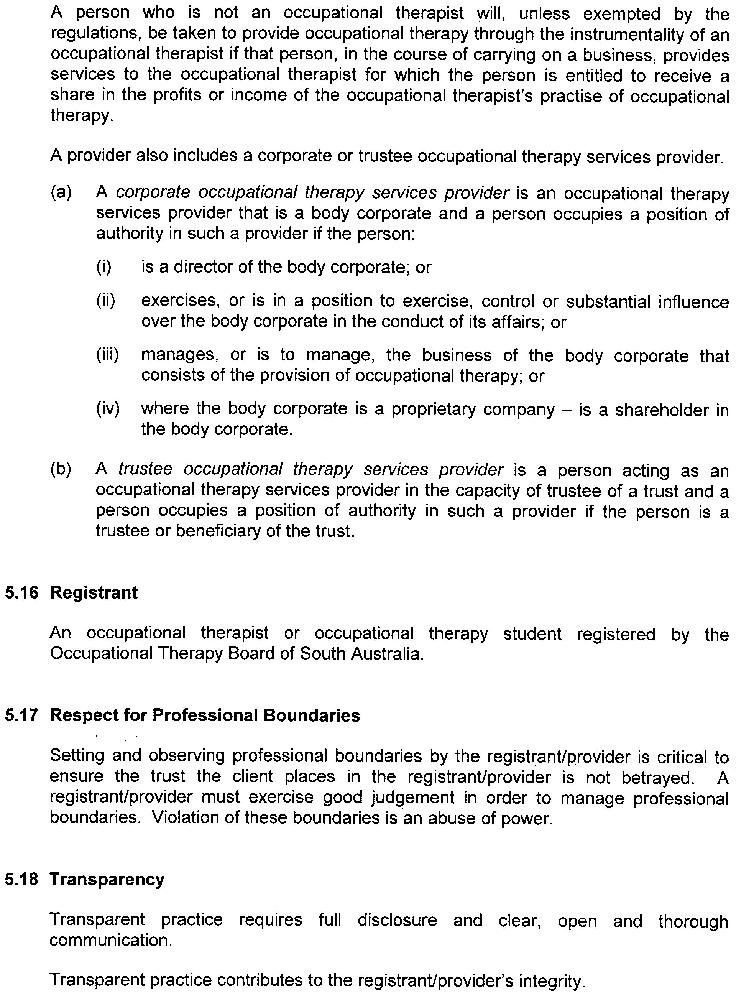 A person who is not an occupational therapist will, unless exempted by the
regulations, be taken to provide occupational therapy through the instrumentality of an
occupational therapist if that person, in the course of carrying on a business, provides
services to the occupational therapist for which the person is entitled to receive a
share in the profits or income of the occupational therapist's practise of occupational
therapy.
A provider also includes a corporate or trustee occupational therapy services provider.
(a) A corporate occupational therapy services provider is an occupational therapy
services provider that is a body corporate and a person occupies a position of
authority in such a provider if the person:
(i) is a director of the body corporate; or
(ii) exercises, or is in a position to exercise, control or substantial influence
over the body corporate in the conduct of its affairs; or
(iii) manages, or is to manage, the business of the body corporate that
consists of the provision of occupational therapy; or
(iv) where the body corporate is a proprietary company – is a shareholder in
the body corporate.
(b) A trustee occupational therapy services provider is a person acting as an
occupational therapy services provider in the capacity of trustee of a trust and a
person occupies a position of authority in such a provider if the person is a
trustee or beneficiary of the trust.
5.16 Registrant
An occupational therapist or occupational therapy student registered by the
Occupational Therapy Board of South Australia.
5.17 Respect for Professional Boundaries
Setting and observing professional boundaries by the registrant/provider is critical to
ensure the trust the client places in the registrant/provider is not betrayed. A
registrant/provider must exercise good judgement in order to manage professional
boundaries. Violation of these boundaries is an abuse of power.
5.18 Transparency
Transparent practice requires full disclosure and clear, open and thorough
communication.
Transparent practice contributes to the registrant/provider's integrity.